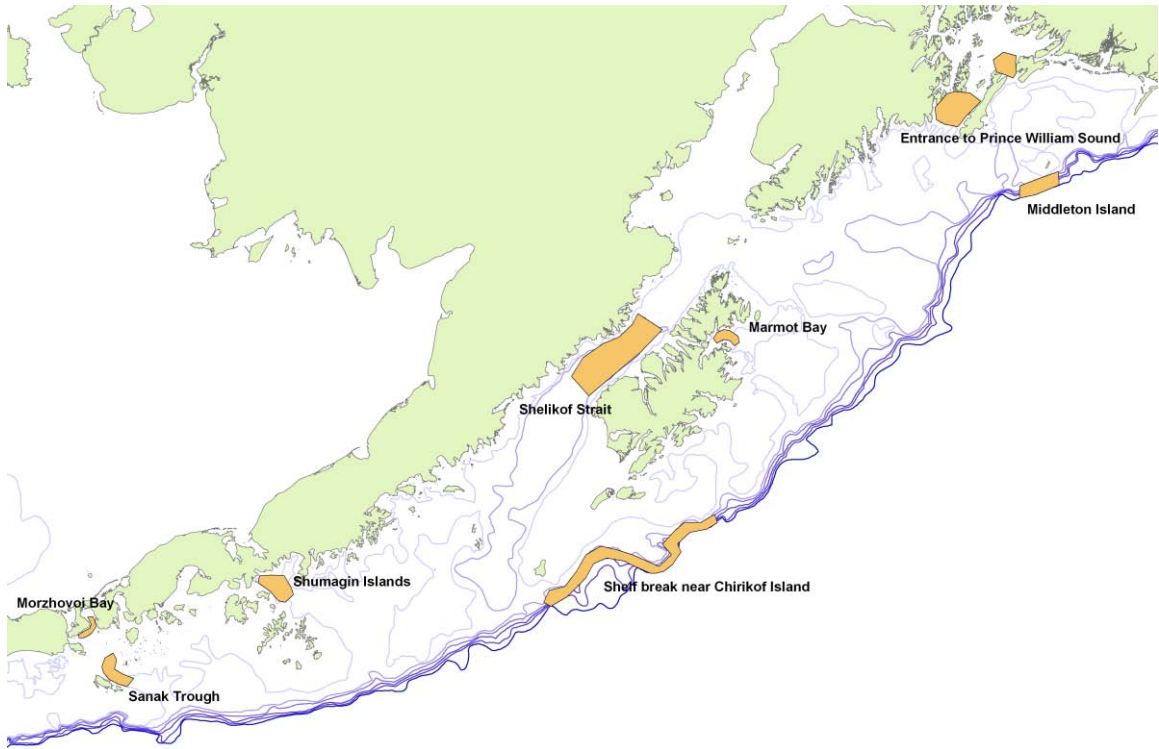 Entrance to Prince William Sound
Middleton Island
Marmot Bay
Shelikof Strait
Shumagin Islands
Shelf break near Chirikof Island
Morzhovoi Bay
Sanak Trough